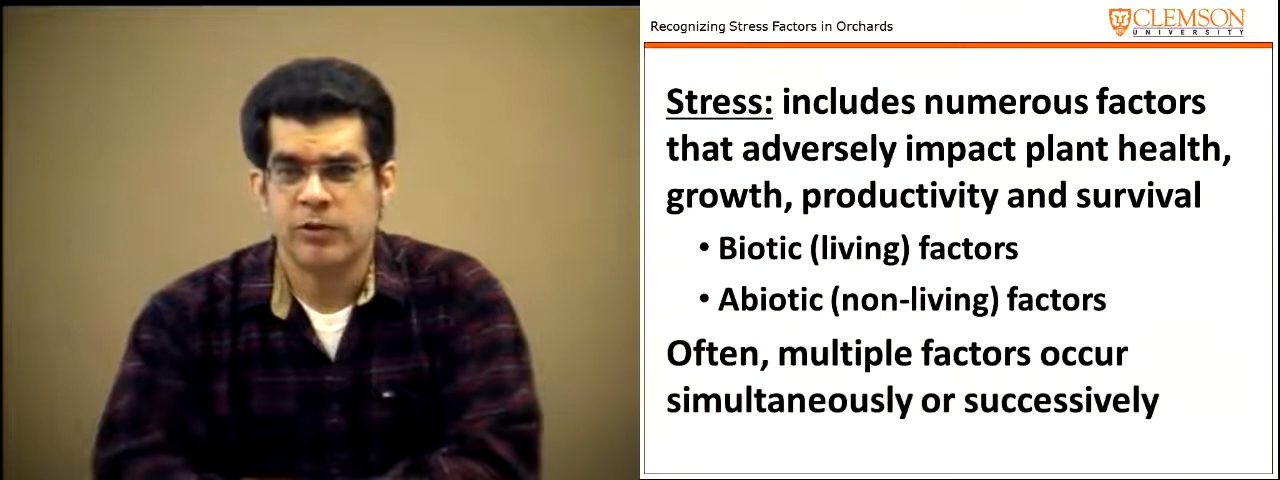 Recognizing Stress Factors in Orchards
CLEMSON
UNIVERSITY
Stress: includes numerous factors
that adversely impact plant health,
growth, productivity and survival
• Biotic (living) factors
• Abiotic (non-living) factors
Often, multiple factors occur
simultaneously or successively